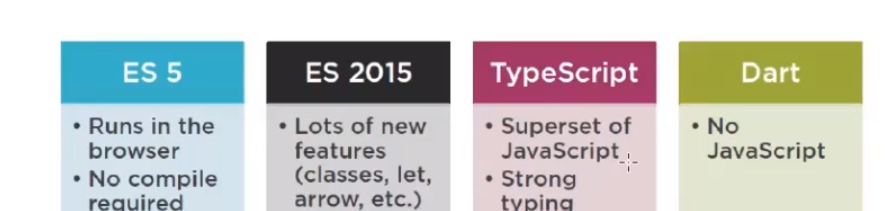 ES 5
• Runs in the
browser
• No compile
required
ES 2015
• Lots of new
features
(classes, let,
arrow, etc.)
TypeScript
• Superset of
JavaScript
• Strong
typing
Dart
• No
JavaScript